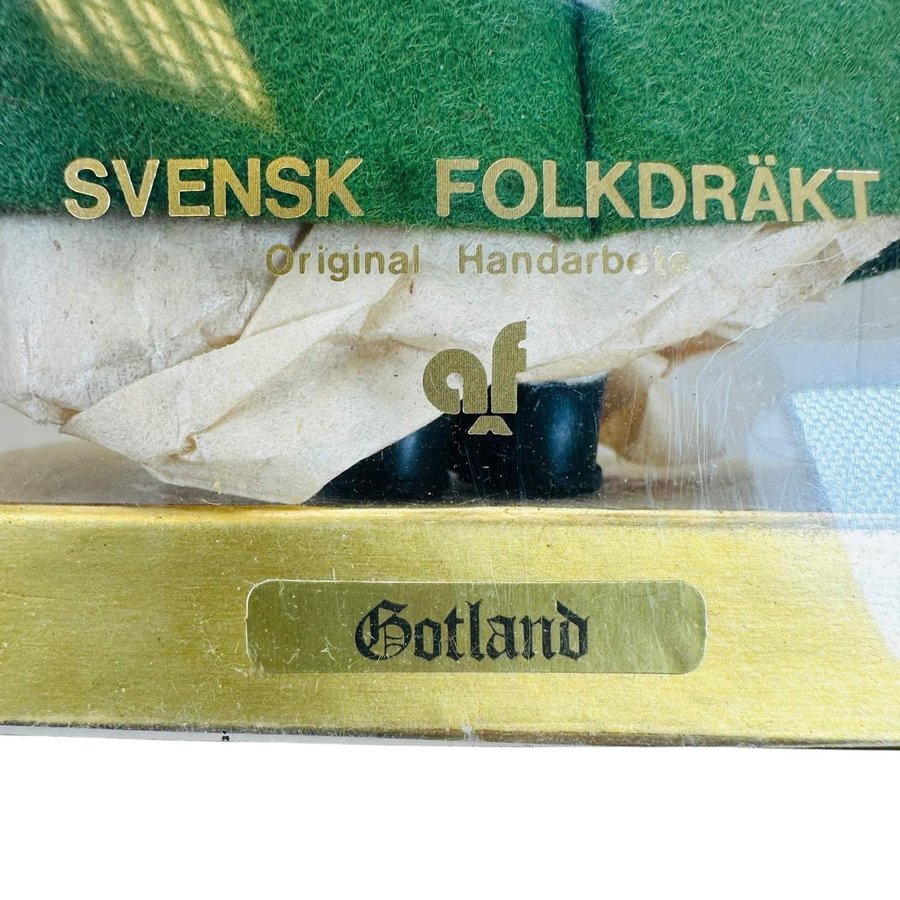 SVENSK FOLKDRÄKT
Original Handarbete
af
Gotland